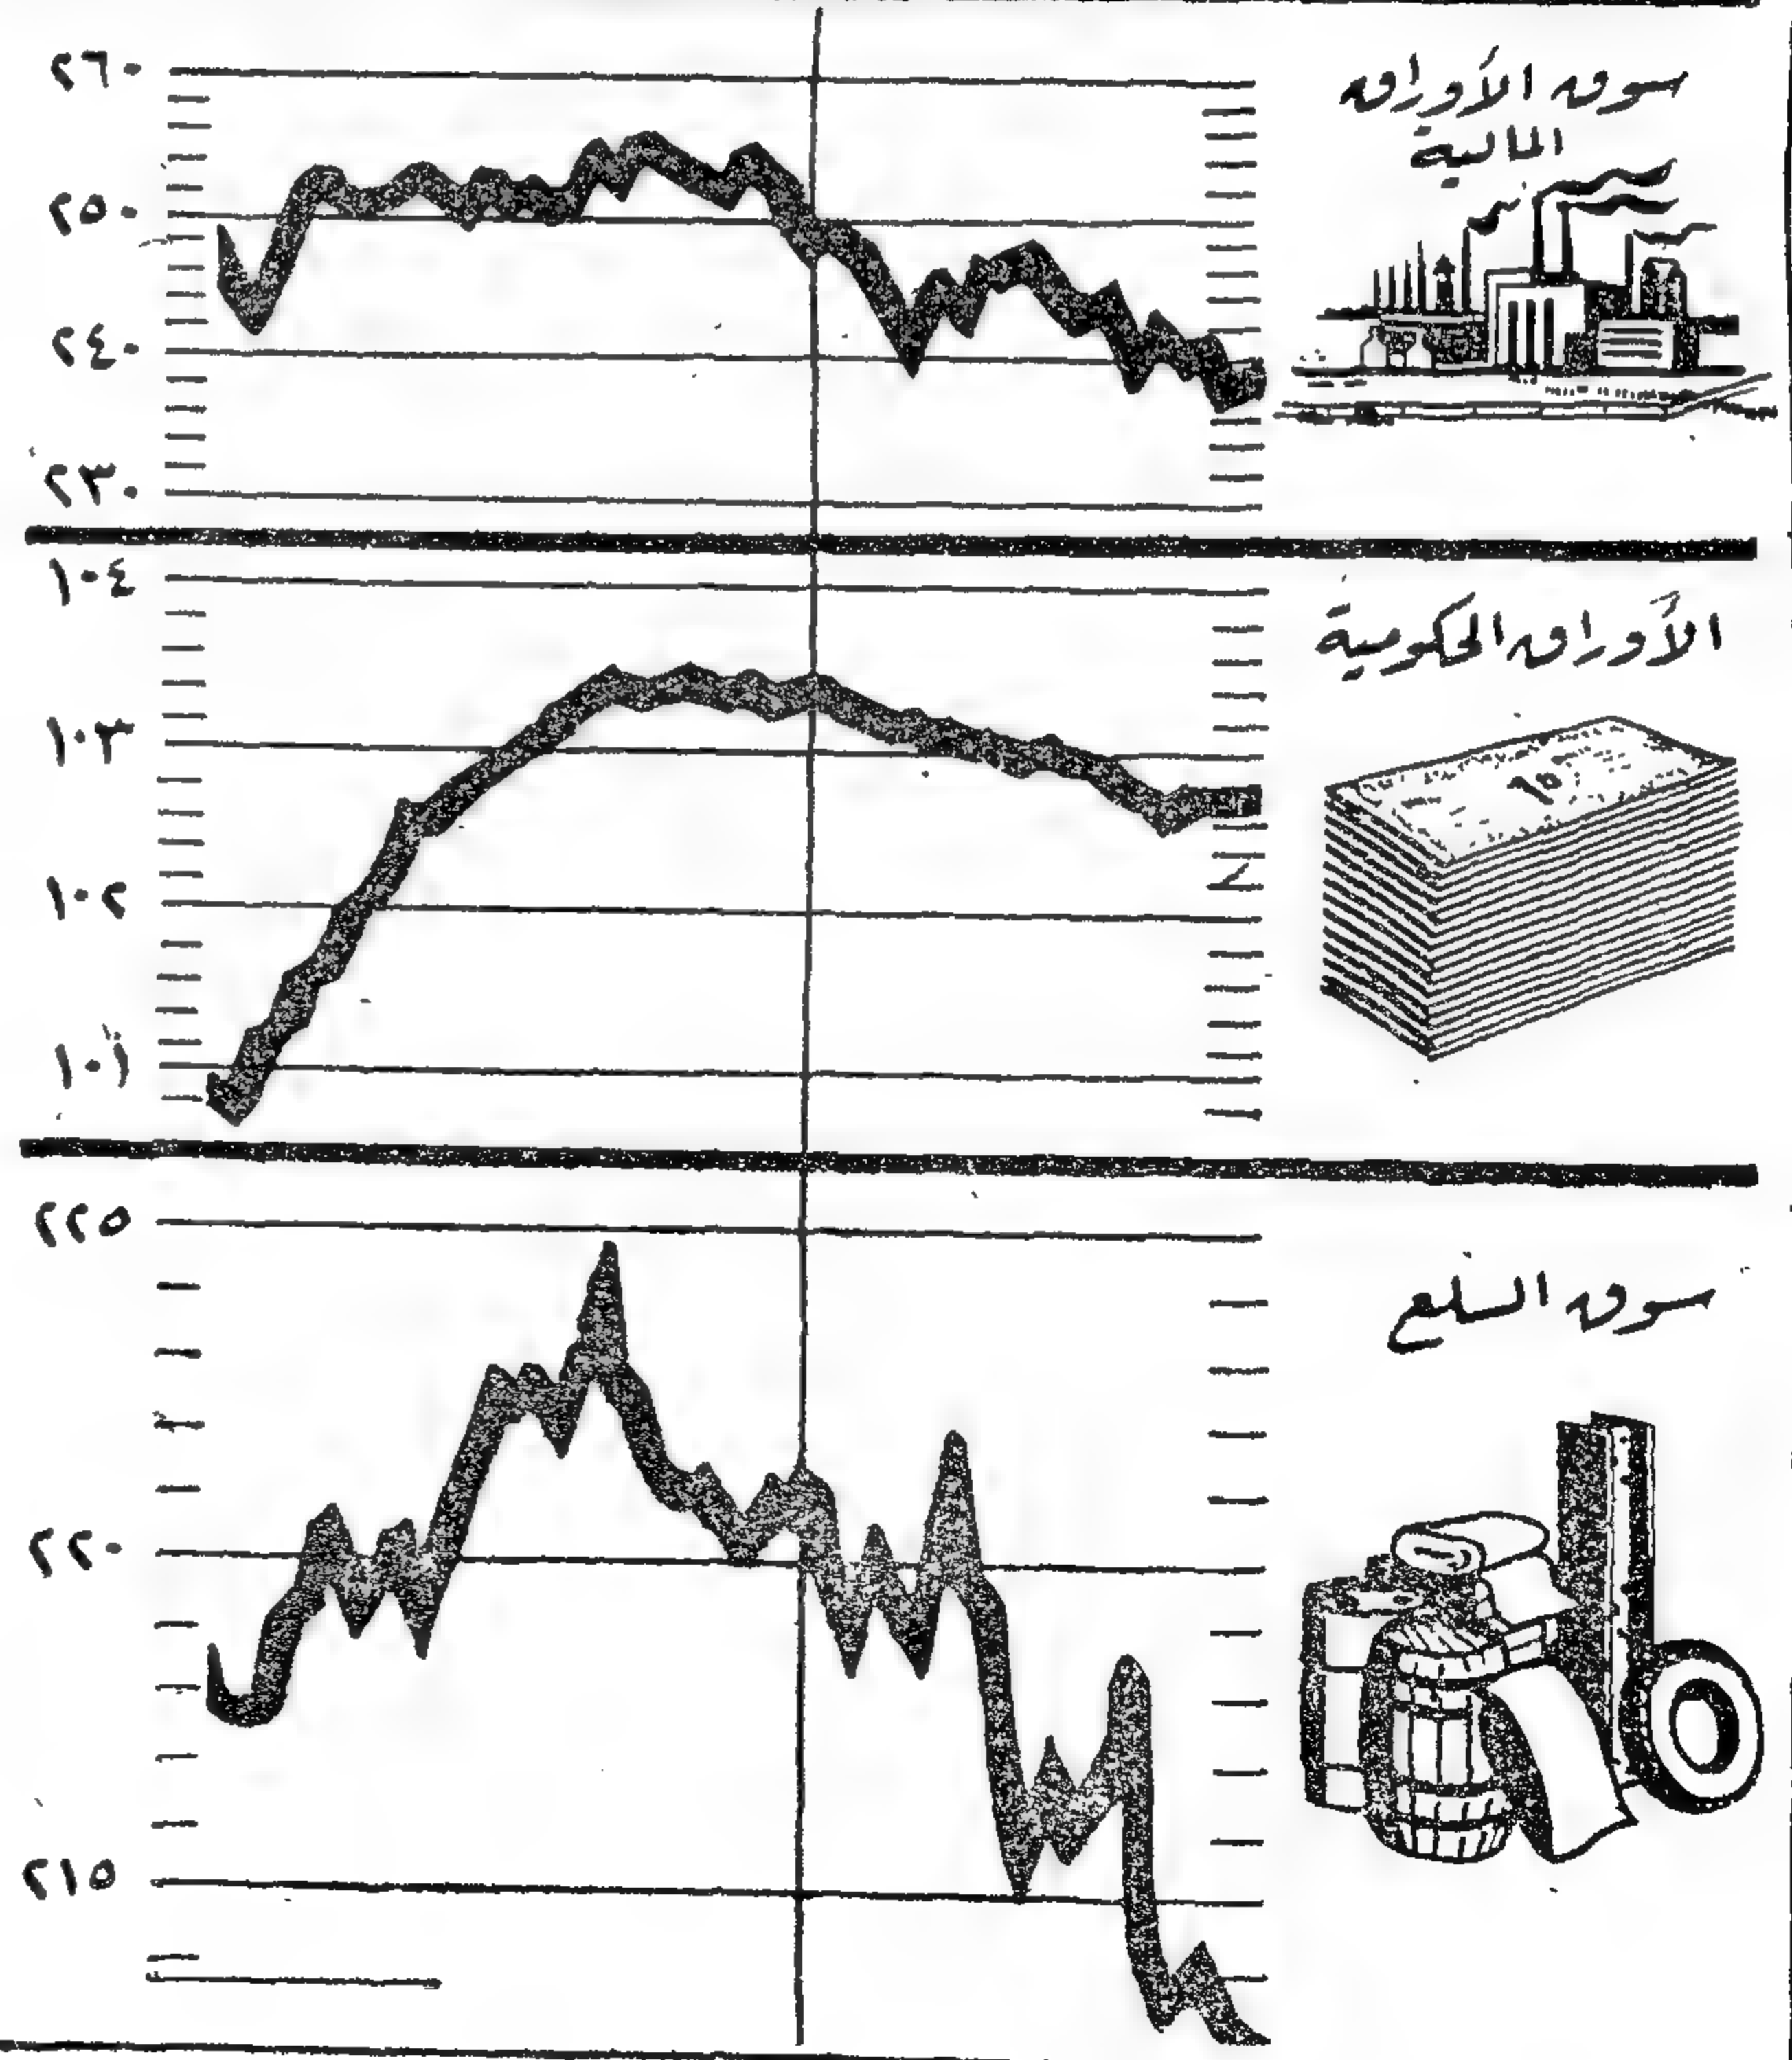 سوق الأوراق
المالية
٢٦٠
٢٥٠
٢٤٠
٢٣٠
الأوراق الحكومية
١٠٤
١٠٣
١٠٢
١٠١
سوق السلع
٢٢٥
٢٢٠
٢١٥